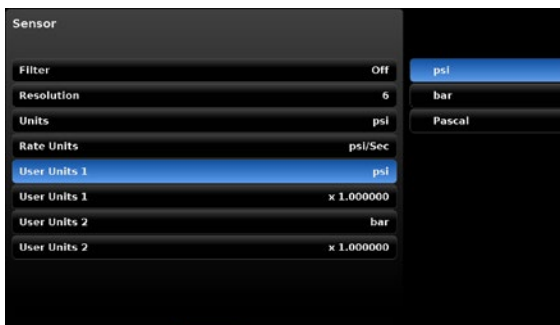 Sensor
Filter Off
Resolution 6
Units psi
Rate Units psi/Sec
User Units 1 psi
User Units 1 x 1.000000
User Units 2 bar
User Units 2 x 1.000000
psi
bar
Pascal